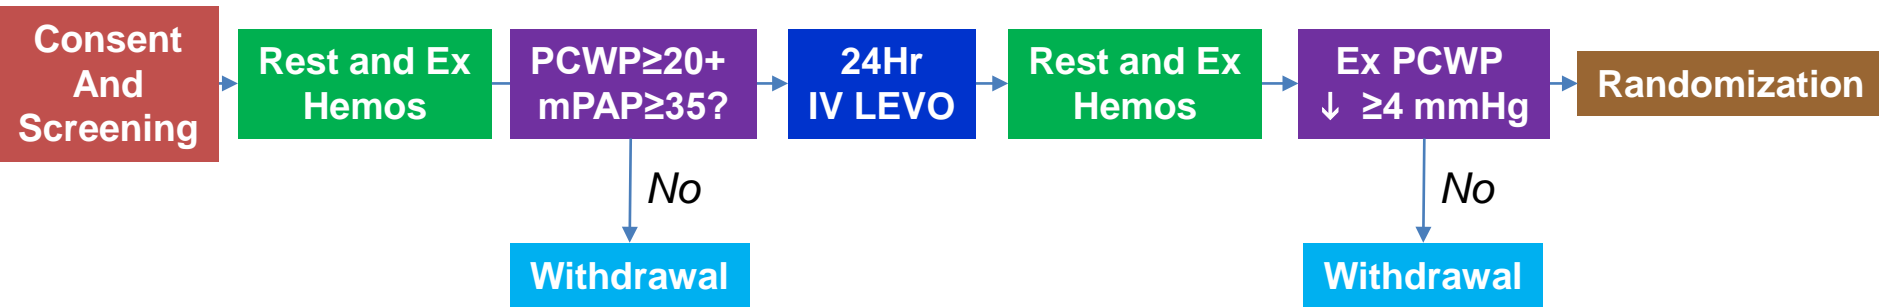 Consent
And
Screening
Rest and Ex
Hemos
PCWP≥20+
mPAP≥35?
24Hr
IV LEVO
Rest and Ex
Hemos
Ex PCWP
↓ ≥4 mmHg
Randomization
No
No
Withdrawal
Withdrawal